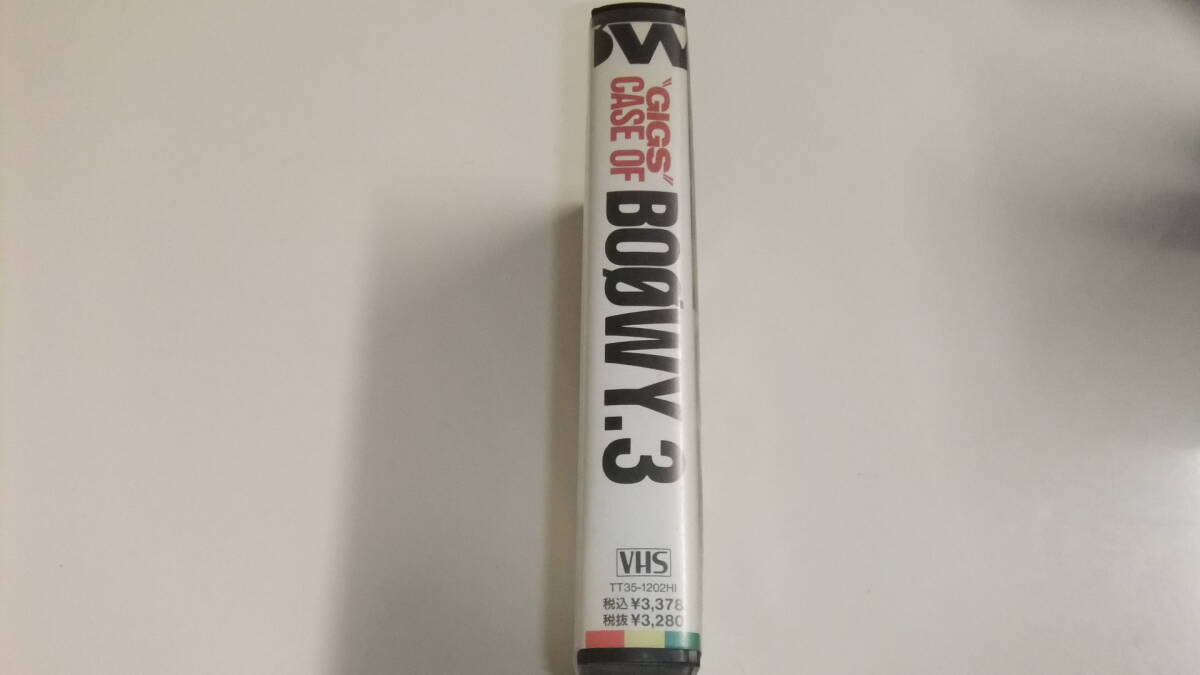 "GIGS"
CASE OF
BOØWY.3
VHS
TT35-1202HI
税込¥3,378
税抜¥3,280